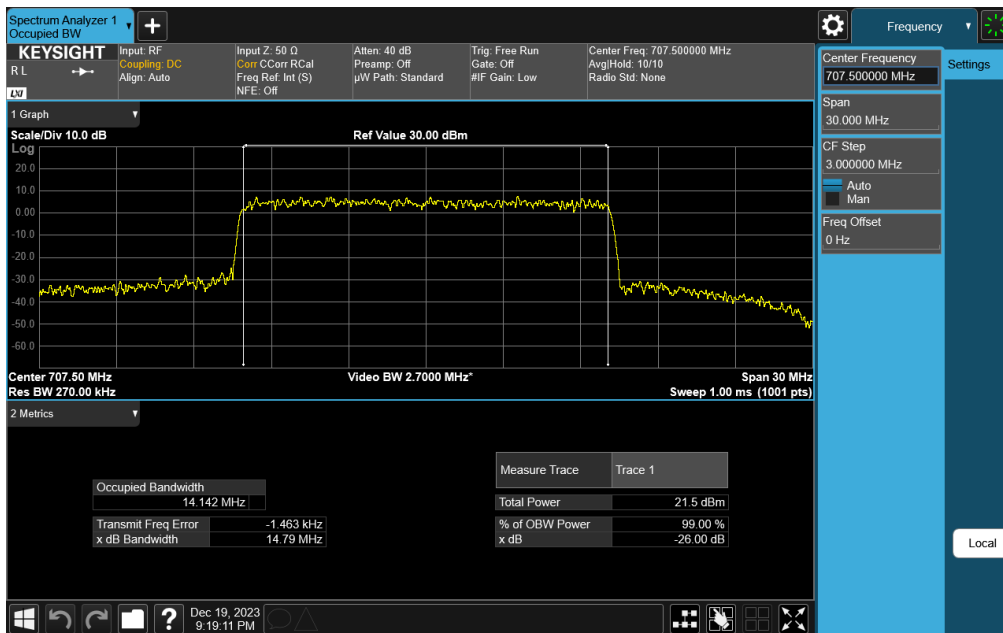 Spectrum Analyzer 1
Occupied BW
+
Frequency
KEYSIGHT
R L
LXI
Input: RF
Coupling: DC
Align: Auto
Input Z: 50 Ω
Corr CCorr RCal
Freq Ref: Int (S)
NFE: Off
Atten: 40 dB
Preamp: Off
µW Path: Standard
Trig: Free Run
Gate: Off
#IF Gain: Low
Center Freq: 707.500000 MHz
Avg|Hold: 10/10
Radio Std: None
Center Frequency
707.500000 MHz
Settings
Span
30.000 MHz
CF Step
3.000000 MHz
Auto
Man
Freq Offset
0 Hz
Local
1 Graph
Scale/Div 10.0 dB
Ref Value 30.00 dBm
Log
20.0
10.0
0.00
-10.0
-20.0
-30.0
-40.0
-50.0
-60.0
Center 707.50 MHz
Video BW 2.7000 MHz*
Span 30 MHz
Res BW 270.00 kHz
Sweep 1.00 ms (1001 pts)
2 Metrics
Measure Trace Trace 1
Occupied Bandwidth
14.142 MHz
Total Power 21.5 dBm
Transmit Freq Error -1.463 kHz
% of OBW Power 99.00 %
x dB Bandwidth 14.79 MHz
x dB -26.00 dB
?
Dec 19, 2023
9:19:11 PM